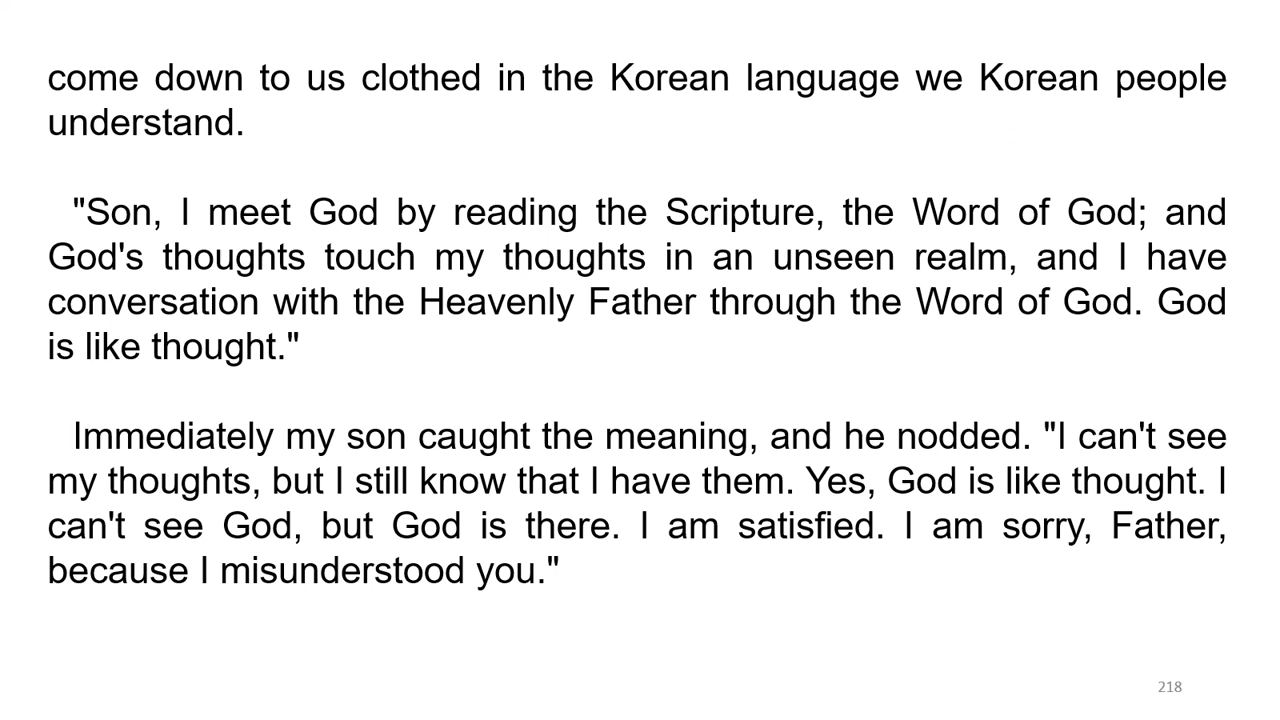 come down to us clothed in the Korean language we Korean people
understand.
"Son, I meet God by reading the Scripture, the Word of God; and
God's thoughts touch my thoughts in an unseen realm, and I have
conversation with the Heavenly Father through the Word of God. God
is like thought."
Immediately my son caught the meaning, and he nodded. "I can't see
my thoughts, but I still know that I have them. Yes, God is like thought. I
can't see God, but God is there. I am satisfied. I am sorry, Father,
because I misunderstood you."
218